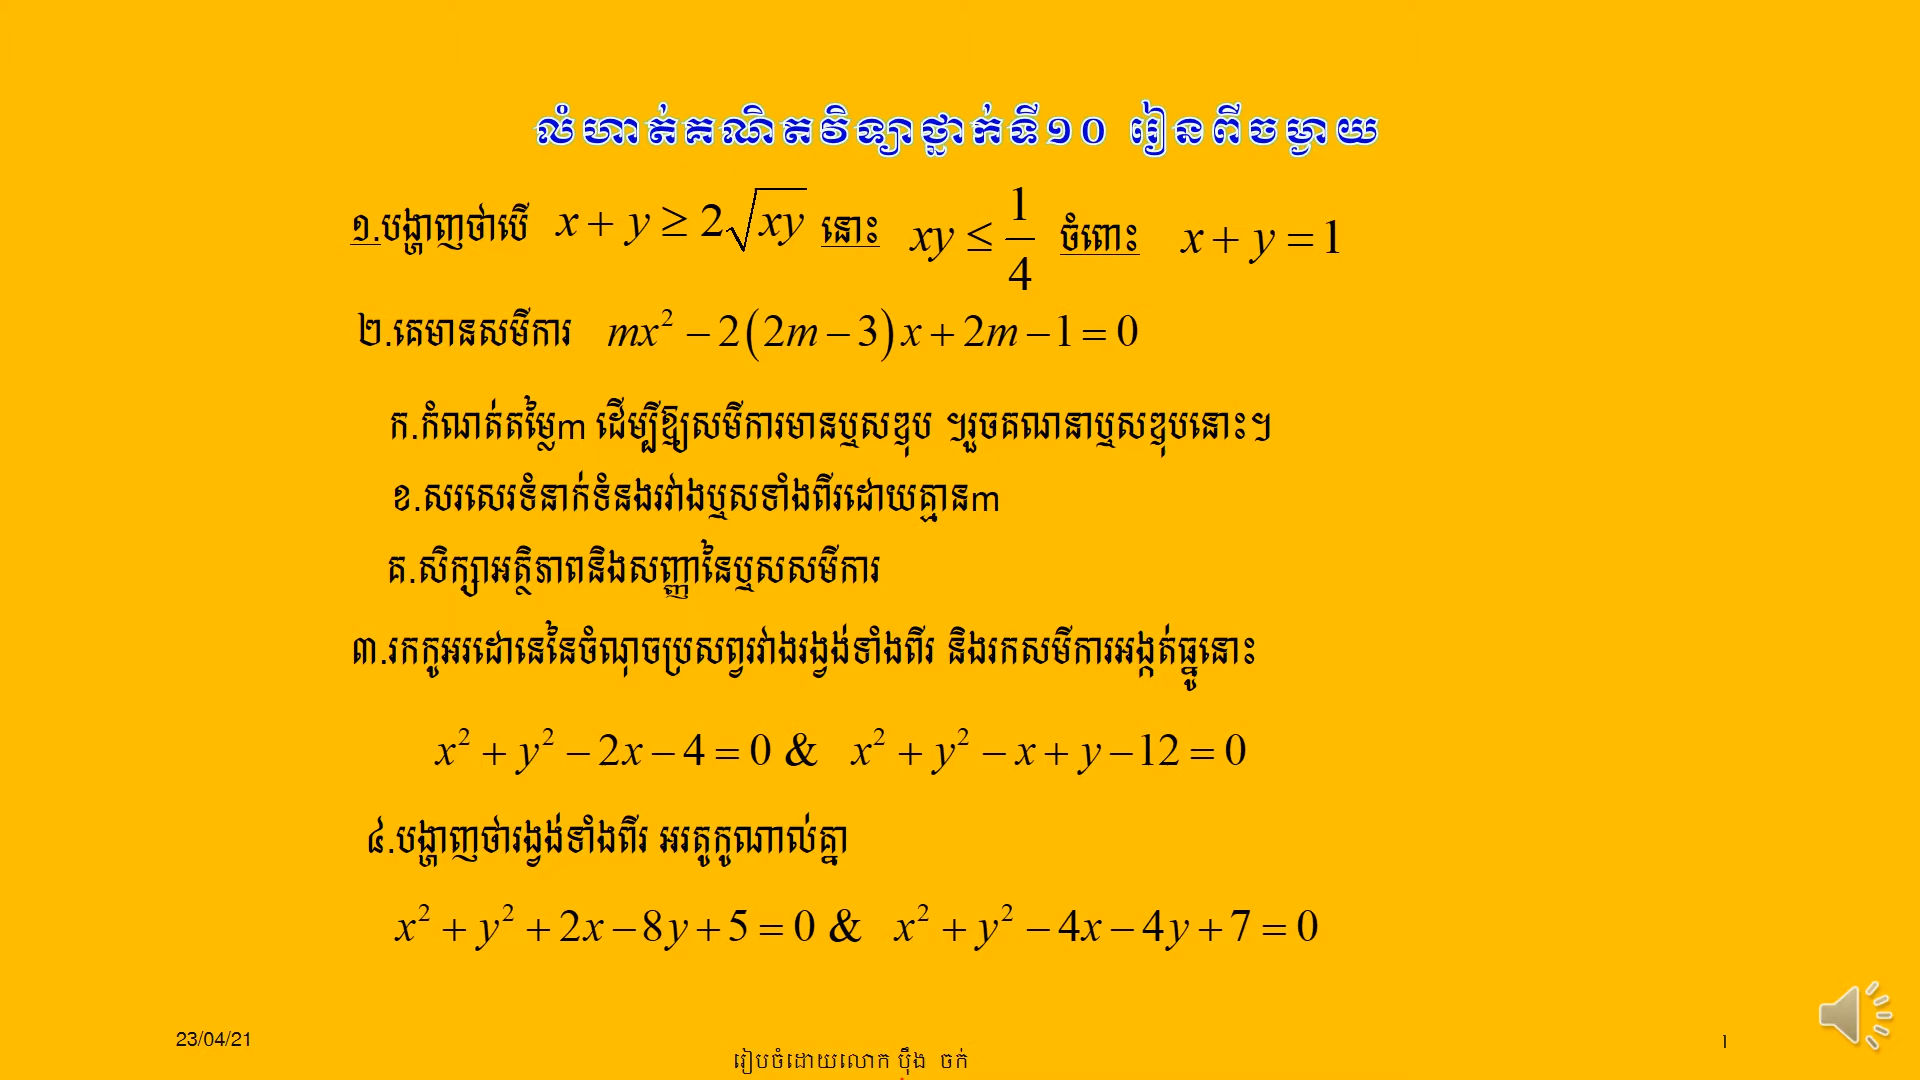 លំហាត់គណិតវិទ្យាថ្នាក់ទី១០ រៀនពីចម្ងាយ
១.បង្ហាញថាបើ x + y ≥ 2√xy នោះ xy ≤ 1/4 ចំពោះ x + y = 1
២.គេមានសមីការ mx² − 2(2m − 3)x + 2m − 1 = 0
ក.កំណត់តម្លៃm ដើម្បីឱ្យសមីការមានឬសឌុប ។រួចគណនាឬសឌុបនោះ។
ខ.សរសេរទំនាក់ទំនងរវាងឬសទាំងពីរដោយគ្មានm
គ.សិក្សាអត្ថិភាពនិងសញ្ញានៃឬសសមីការ
៣.រកកូអរដោនេនៃចំណុចប្រសព្វរវាងរង្វង់ទាំងពីរ និងរកសមីការអង្កត់ធ្នូនោះ
x² + y² − 2x − 4 = 0 & x² + y² − x + y − 12 = 0
៤.បង្ហាញថារង្វង់ទាំងពីរ អរតូកូណាល់គ្នា
x² + y² + 2x − 8y + 5 = 0 & x² + y² − 4x − 4y + 7 = 0
23/04/21
រៀបចំដោយលោក ប៉ឹង ចក់
1